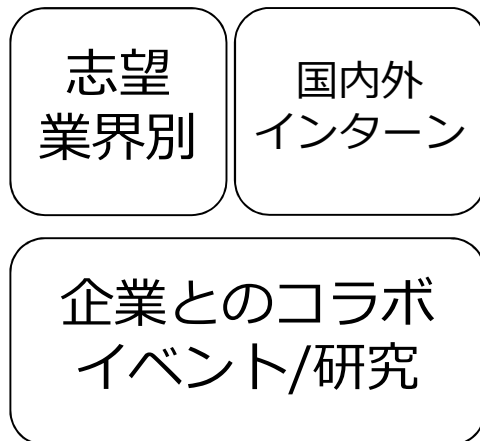 志望
業界別
国内外
インターン
企業とのコラボ
イベント/研究